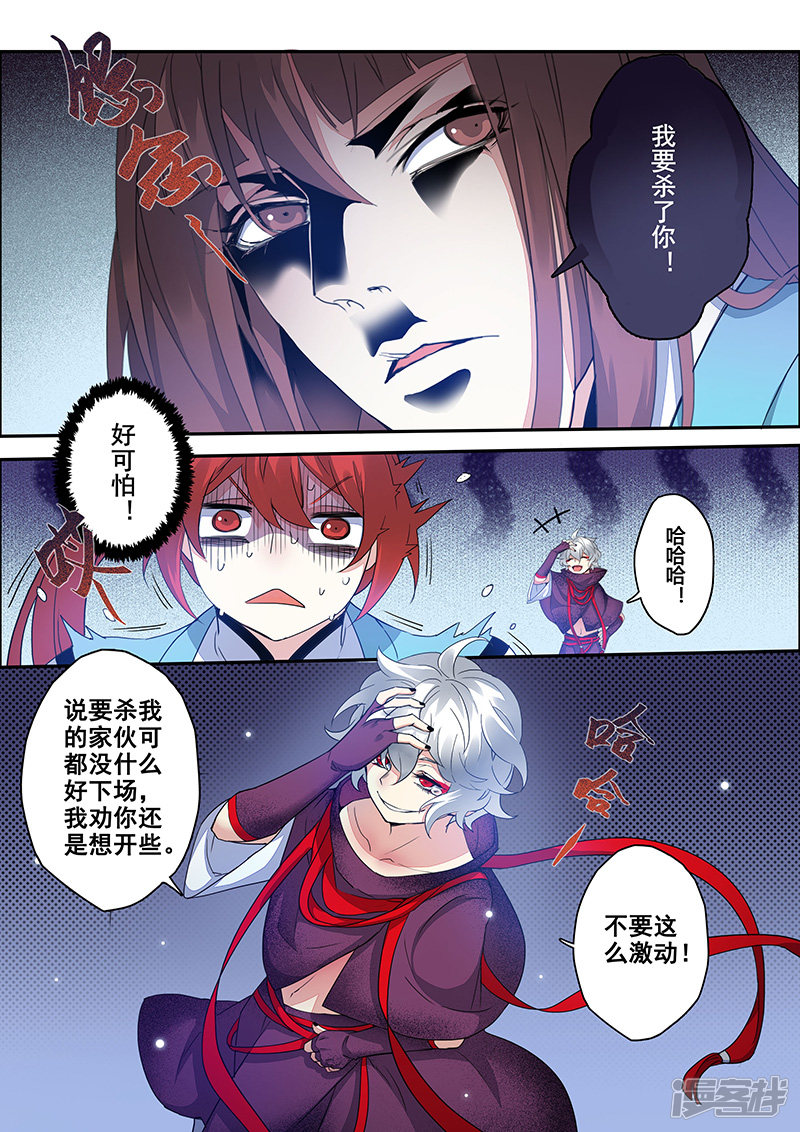 我要杀了你！
好可怕！
哎
哈哈哈！
说要杀我
的家伙可
都没什么
好下场，
我劝你还
是想开些。
哈哈
不要这
么激动！
漫客栈